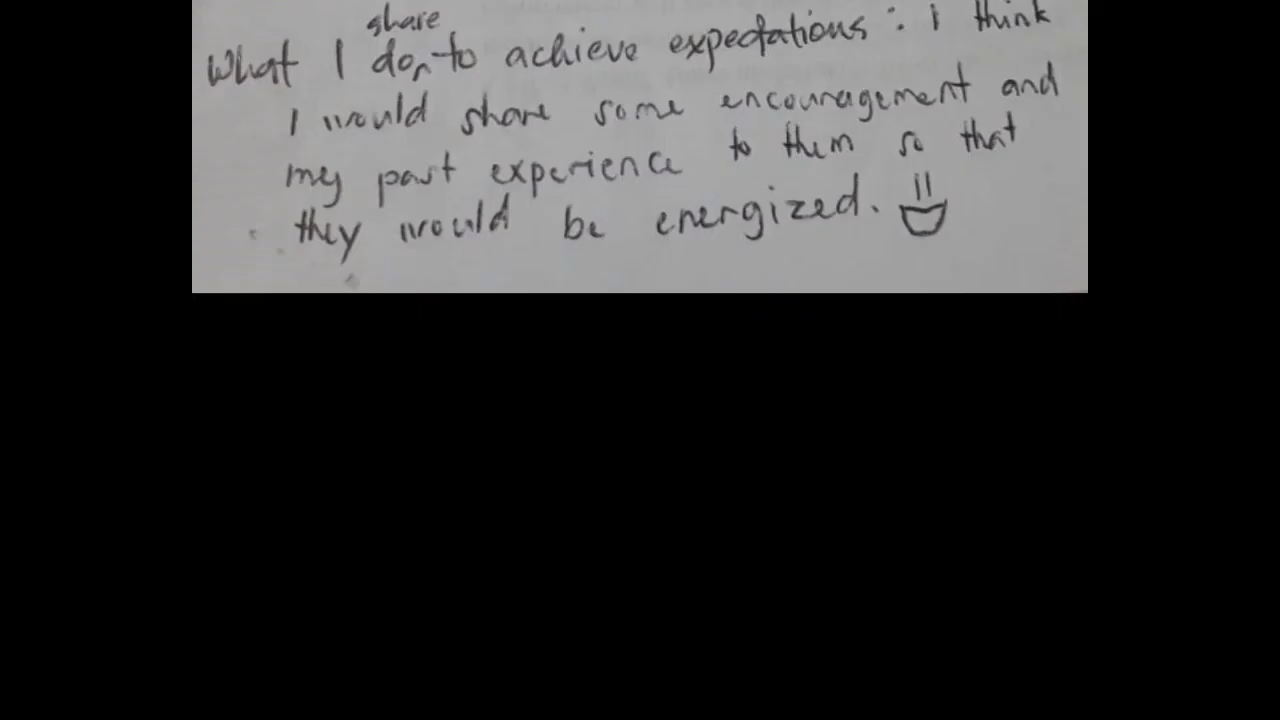 share
What I do to achieve expectations : I think
I would share some encouragement and
my past experience to them so that
they would be energized.